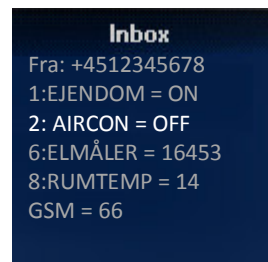 Inbox
Fra: +4512345678
1:EJENDOM = ON
2: AIRCON = OFF
6:ELMÅLER = 16453
8:RUMTEMP = 14
GSM = 66